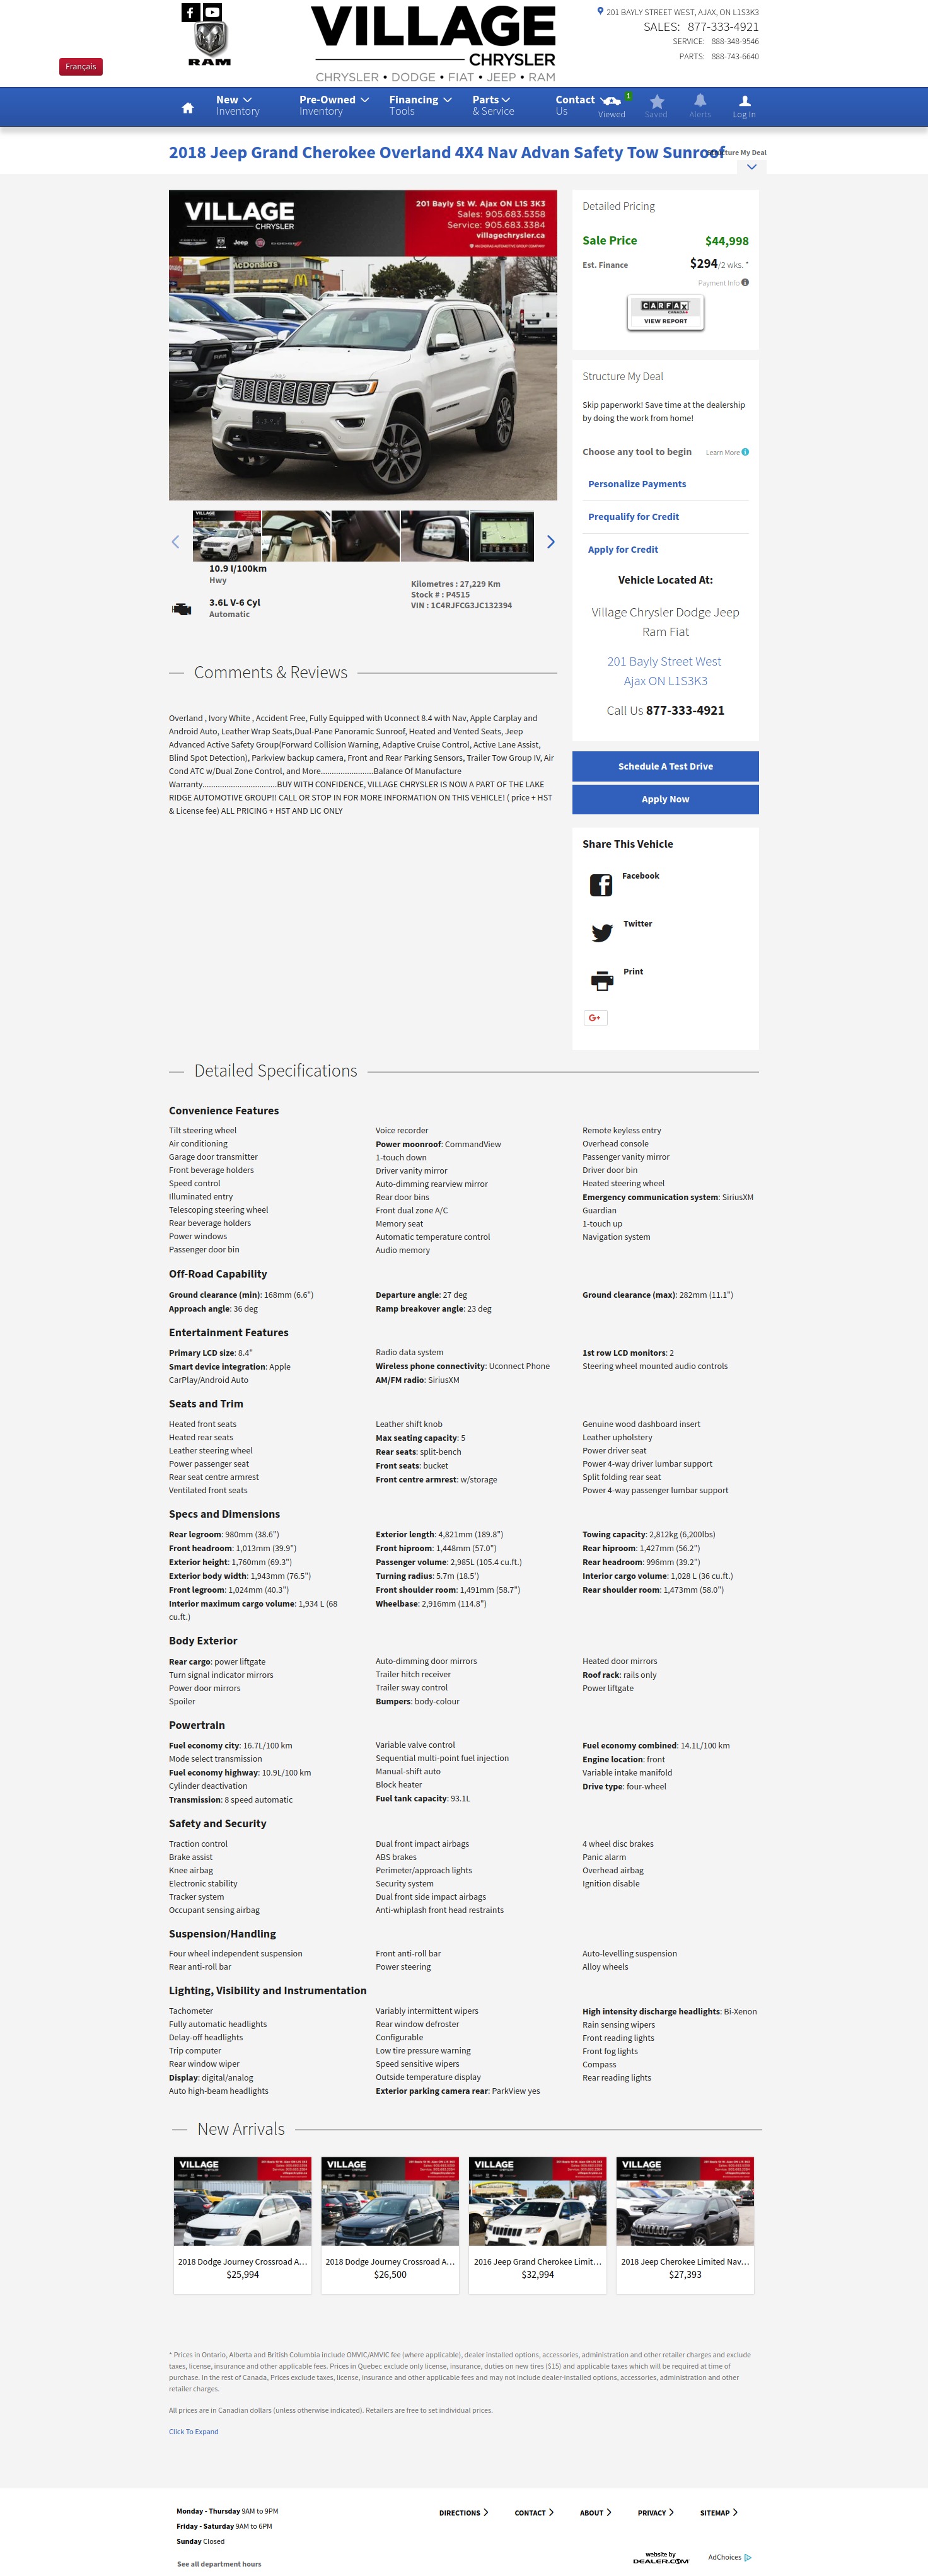 RAM
Français
VILLAGE
CHRYSLER
CHRYSLER • DODGE • FIAT • JEEP • RAM
201 BAYLY STREET WEST, AJAX, ON L1S3K3
SALES: 877-333-4921
SERVICE: 888-348-9546
PARTS: 888-743-6640
New
Inventory
Pre-Owned
Inventory
Financing
Tools
Parts
& Service
Contact
Us
1
Viewed
Saved
Alerts
Log In
2018 Jeep Grand Cherokee Overland 4X4 Nav Advan Safety Tow Sunroof
Structure My Deal
VILLAGE
CHRYSLER
201 Bayly St W. Ajax ON L1S 3K3
Sales: 905.683.5358
Service: 905.683.3384
villagechrysler.ca
Jeep
McDonald's
Detailed Pricing
Sale Price $44,998
Est. Finance $294/2 wks. *
Payment Info
CARFAX
CANADA
VIEW REPORT
Structure My Deal
Skip paperwork! Save time at the dealership
by doing the work from home!
Choose any tool to begin Learn More
Personalize Payments
Prequalify for Credit
Apply for Credit
Vehicle Located At:
Village Chrysler Dodge Jeep
Ram Fiat
201 Bayly Street West
Ajax ON L1S3K3
Call Us 877-333-4921
Schedule A Test Drive
Apply Now
Share This Vehicle
Facebook
Twitter
Print
G+
VILLAGE
10.9 l/100km
Hwy
3.6L V-6 Cyl
Automatic
Kilometres : 27,229 Km
Stock # : P4515
VIN : 1C4RJFCG3JC132394
Comments & Reviews
Overland , Ivory White , Accident Free, Fully Equipped with Uconnect 8.4 with Nav, Apple Carplay and
Android Auto, Leather Wrap Seats,Dual-Pane Panoramic Sunroof, Heated and Vented Seats, Jeep
Advanced Active Safety Group(Forward Collision Warning, Adaptive Cruise Control, Active Lane Assist,
Blind Spot Detection), Parkview backup camera, Front and Rear Parking Sensors, Trailer Tow Group IV, Air
Cond ATC w/Dual Zone Control, and More........................Balance Of Manufacture
Warranty..................................BUY WITH CONFIDENCE, VILLAGE CHRYSLER IS NOW A PART OF THE LAKE
RIDGE AUTOMOTIVE GROUP!! CALL OR STOP IN FOR MORE INFORMATION ON THIS VEHICLE! ( price + HST
& License fee) ALL PRICING + HST AND LIC ONLY
Detailed Specifications
Convenience Features
Tilt steering wheel
Air conditioning
Garage door transmitter
Front beverage holders
Speed control
Illuminated entry
Telescoping steering wheel
Rear beverage holders
Power windows
Passenger door bin
Voice recorder
Power moonroof: CommandView
1-touch down
Driver vanity mirror
Auto-dimming rearview mirror
Rear door bins
Front dual zone A/C
Memory seat
Automatic temperature control
Audio memory
Remote keyless entry
Overhead console
Passenger vanity mirror
Driver door bin
Heated steering wheel
Emergency communication system: SiriusXM
Guardian
1-touch up
Navigation system
Off-Road Capability
Ground clearance (min): 168mm (6.6")
Approach angle: 36 deg
Departure angle: 27 deg
Ramp breakover angle: 23 deg
Ground clearance (max): 282mm (11.1")
Entertainment Features
Primary LCD size: 8.4"
Smart device integration: Apple
CarPlay/Android Auto
Radio data system
Wireless phone connectivity: Uconnect Phone
AM/FM radio: SiriusXM
1st row LCD monitors: 2
Steering wheel mounted audio controls
Seats and Trim
Heated front seats
Heated rear seats
Leather steering wheel
Power passenger seat
Rear seat centre armrest
Ventilated front seats
Leather shift knob
Max seating capacity: 5
Rear seats: split-bench
Front seats: bucket
Front centre armrest: w/storage
Genuine wood dashboard insert
Leather upholstery
Power driver seat
Power 4-way driver lumbar support
Split folding rear seat
Power 4-way passenger lumbar support
Specs and Dimensions
Rear legroom: 980mm (38.6")
Front headroom: 1,013mm (39.9")
Exterior height: 1,760mm (69.3")
Exterior body width: 1,943mm (76.5")
Front legroom: 1,024mm (40.3")
Interior maximum cargo volume: 1,934 L (68
cu.ft.)
Exterior length: 4,821mm (189.8")
Front hiproom: 1,448mm (57.0")
Passenger volume: 2,985L (105.4 cu.ft.)
Turning radius: 5.7m (18.5')
Front shoulder room: 1,491mm (58.7")
Wheelbase: 2,916mm (114.8")
Towing capacity: 2,812kg (6,200lbs)
Rear hiproom: 1,427mm (56.2")
Rear headroom: 996mm (39.2")
Interior cargo volume: 1,028 L (36 cu.ft.)
Rear shoulder room: 1,473mm (58.0")
Body Exterior
Rear cargo: power liftgate
Turn signal indicator mirrors
Power door mirrors
Spoiler
Auto-dimming door mirrors
Trailer hitch receiver
Trailer sway control
Bumpers: body-colour
Heated door mirrors
Roof rack: rails only
Power liftgate
Powertrain
Fuel economy city: 16.7L/100 km
Mode select transmission
Fuel economy highway: 10.9L/100 km
Cylinder deactivation
Transmission: 8 speed automatic
Variable valve control
Sequential multi-point fuel injection
Manual-shift auto
Block heater
Fuel tank capacity: 93.1L
Fuel economy combined: 14.1L/100 km
Engine location: front
Variable intake manifold
Drive type: four-wheel
Safety and Security
Traction control
Brake assist
Knee airbag
Electronic stability
Tracker system
Occupant sensing airbag
Dual front impact airbags
ABS brakes
Perimeter/approach lights
Security system
Dual front side impact airbags
Anti-whiplash front head restraints
4 wheel disc brakes
Panic alarm
Overhead airbag
Ignition disable
Suspension/Handling
Four wheel independent suspension
Rear anti-roll bar
Front anti-roll bar
Power steering
Auto-levelling suspension
Alloy wheels
Lighting, Visibility and Instrumentation
Tachometer
Fully automatic headlights
Delay-off headlights
Trip computer
Rear window wiper
Display: digital/analog
Auto high-beam headlights
Variably intermittent wipers
Rear window defroster
Configurable
Low tire pressure warning
Speed sensitive wipers
Outside temperature display
Exterior parking camera rear: ParkView yes
High intensity discharge headlights: Bi-Xenon
Rain sensing wipers
Front reading lights
Front fog lights
Compass
Rear reading lights
New Arrivals
VILLAGE
VILLAGE
VILLAGE
VILLAGE
2018 Dodge Journey Crossroad A...
$25,994
2018 Dodge Journey Crossroad A...
$26,500
2016 Jeep Grand Cherokee Limit...
$32,994
2018 Jeep Cherokee Limited Nav...
$27,393
* Prices in Ontario, Alberta and British Columbia include OMVIC/AMVIC fee (where applicable), dealer installed options, accessories, administration and other retailer charges and exclude
taxes, license, insurance and other applicable fees. Prices in Quebec exclude only license, insurance, duties on new tires ($15) and applicable taxes which will be required at time of
purchase. In the rest of Canada, Prices exclude taxes, license, insurance and other applicable fees and may not include dealer-installed options, accessories, administration and other
retailer charges.
All prices are in Canadian dollars (unless otherwise indicated). Retailers are free to set individual prices.
Click To Expand
Monday - Thursday 9AM to 9PM
Friday - Saturday 9AM to 6PM
Sunday Closed
See all department hours
DIRECTIONS
CONTACT
ABOUT
PRIVACY
SITEMAP
website by
DEALER.COM
AdChoices